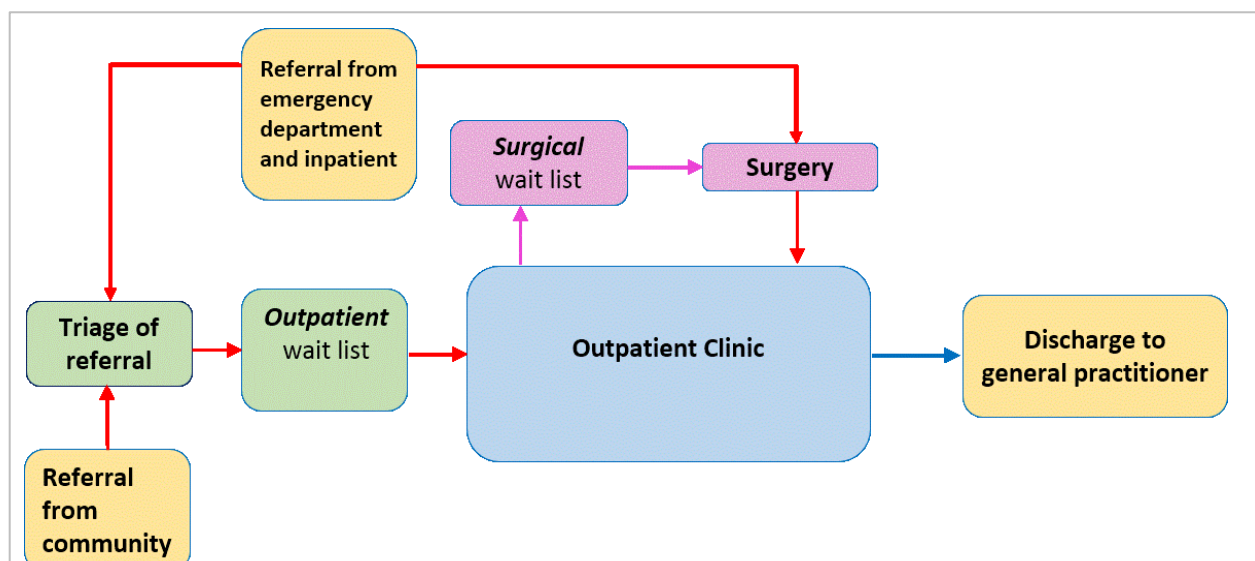 Referral from
emergency
department
and inpatient
Surgical
wait list
Surgery
Triage of
referral
Outpatient
wait list
Outpatient Clinic
Discharge to
general practitioner
Referral
from
community